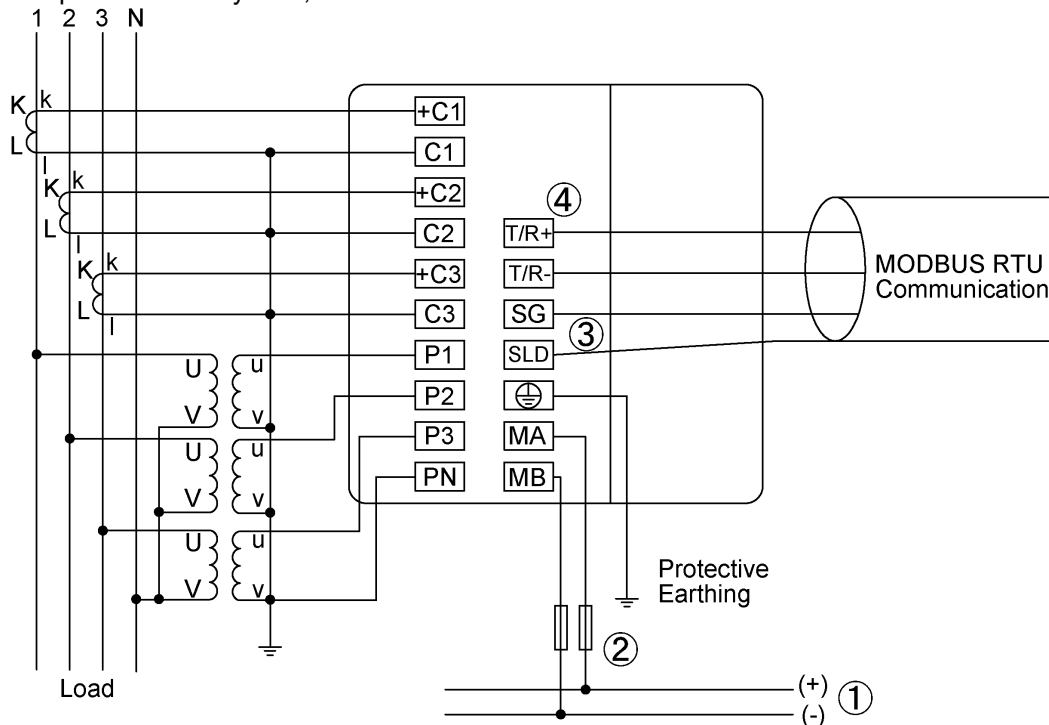 1 2 3 N
K k
L
l
K k
L
l
K k
L
l
+C1
C1
+C2
C2
+C3
C3
P1
P2
P3
PN
④
T/R+
T/R-
SG
③
SLD
MA
MB
MODBUS RTU
Communication
U u
V v
U u
V v
U u
V v
Protective
Earthing
②
Load
(+) ①
(-)